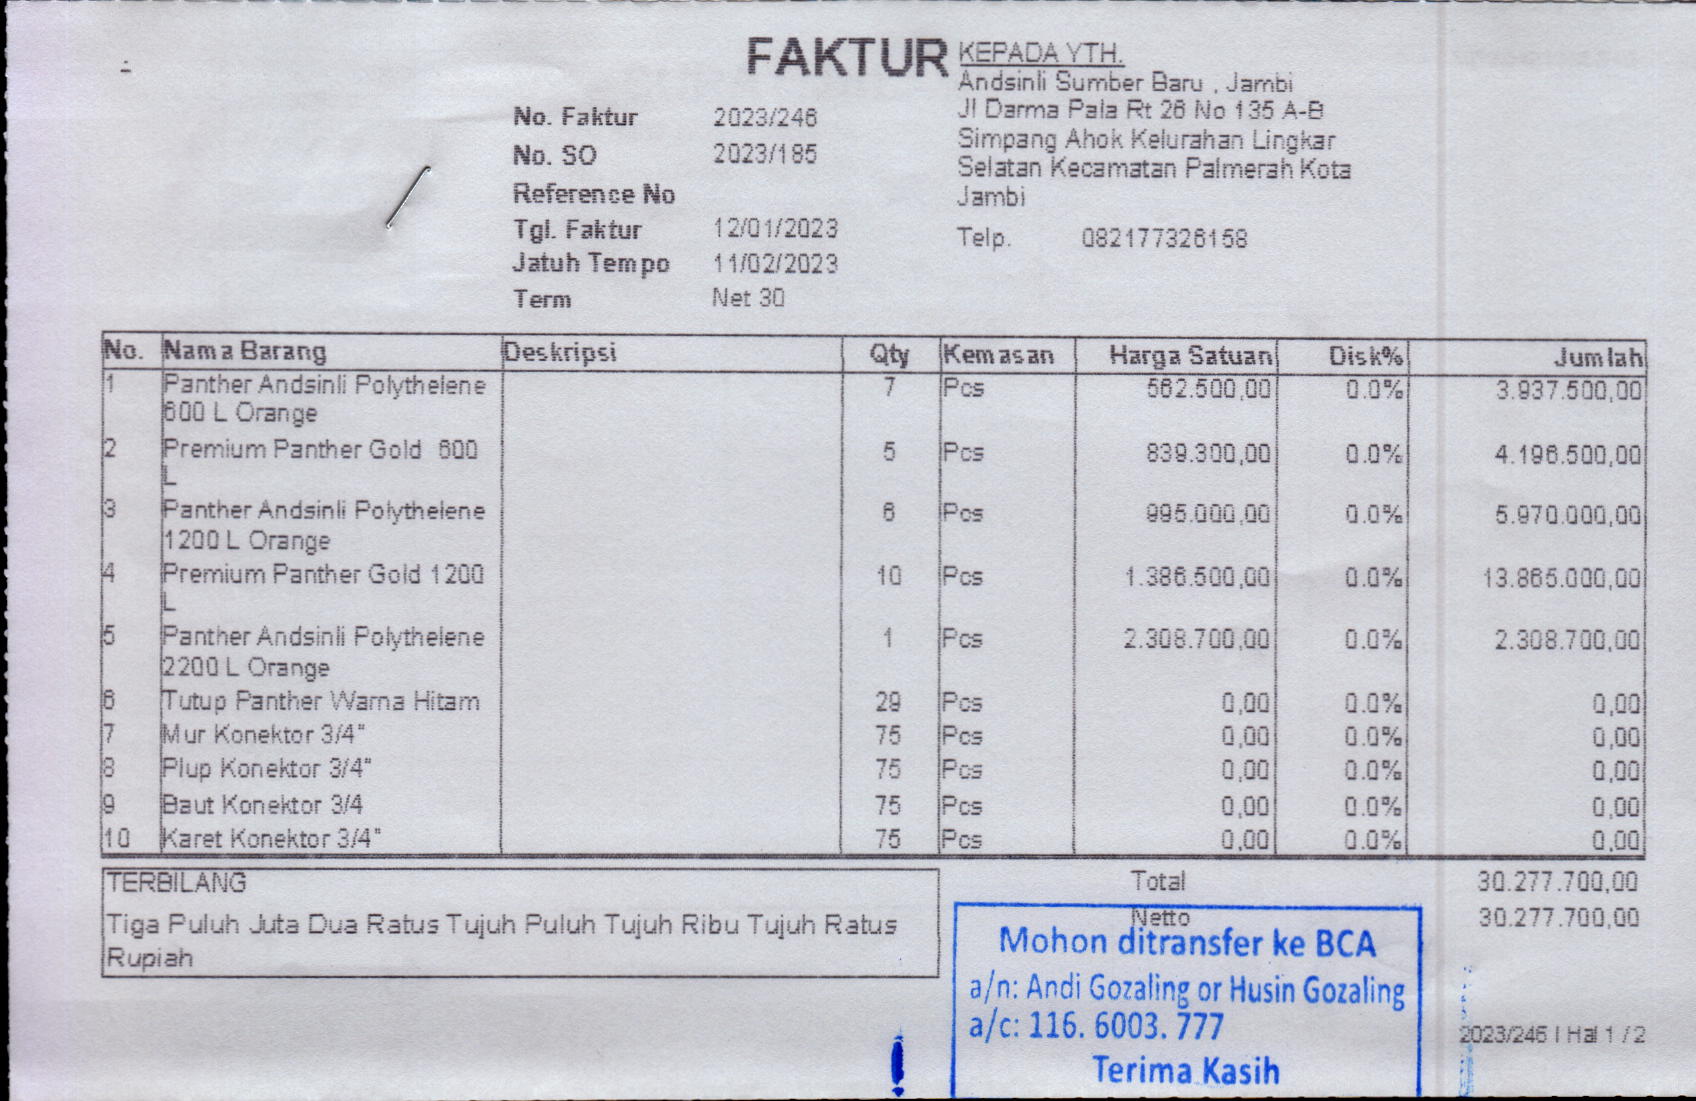 FAKTUR
KEPADA YTH.
Andsinli Sumber Baru , Jambi
Jl Darma Pala Rt 26 No 135 A-B
Simpang Ahok Kelurahan Lingkar
Selatan Kecamatan Palmerah Kota
Jambi
Telp. 082177326158
No. Faktur 2023/246
No. SO 2023/185
Reference No
Tgl. Faktur 12/01/2023
Jatuh Tempo 11/02/2023
Term Net 30
No. Nama Barang Deskripsi Qty Kemasan Harga Satuan Disk% Jumlah
1 Panther Andsinli Polythelene 7 Pcs 562.500,00 0.0% 3.937.500,00
600 L Orange
2 Premium Panther Gold 600 5 Pcs 839.300,00 0.0% 4.196.500,00
L
3 Panther Andsinli Polythelene 6 Pcs 995.000,00 0.0% 5.970.000,00
1200 L Orange
4 Premium Panther Gold 1200 10 Pcs 1.386.500,00 0.0% 13.865.000,00
L
5 Panther Andsinli Polythelene 1 Pcs 2.308.700,00 0.0% 2.308.700,00
2200 L Orange
6 Tutup Panther Warna Hitam 29 Pcs 0,00 0.0% 0,00
7 Mur Konektor 3/4" 75 Pcs 0,00 0.0% 0,00
8 Plup Konektor 3/4" 75 Pcs 0,00 0.0% 0,00
9 Baut Konektor 3/4 75 Pcs 0,00 0.0% 0,00
10 Karet Konektor 3/4" 75 Pcs 0,00 0.0% 0,00
TERBILANG
Tiga Puluh Juta Dua Ratus Tujuh Puluh Tujuh Ribu Tujuh Ratus
Rupiah
Total 30.277.700,00
Netto 30.277.700,00
Mohon ditransfer ke BCA
a/n: Andi Gozaling or Husin Gozaling
a/c: 116. 6003. 777
Terima Kasih
2023/246 | Hal 1 / 2